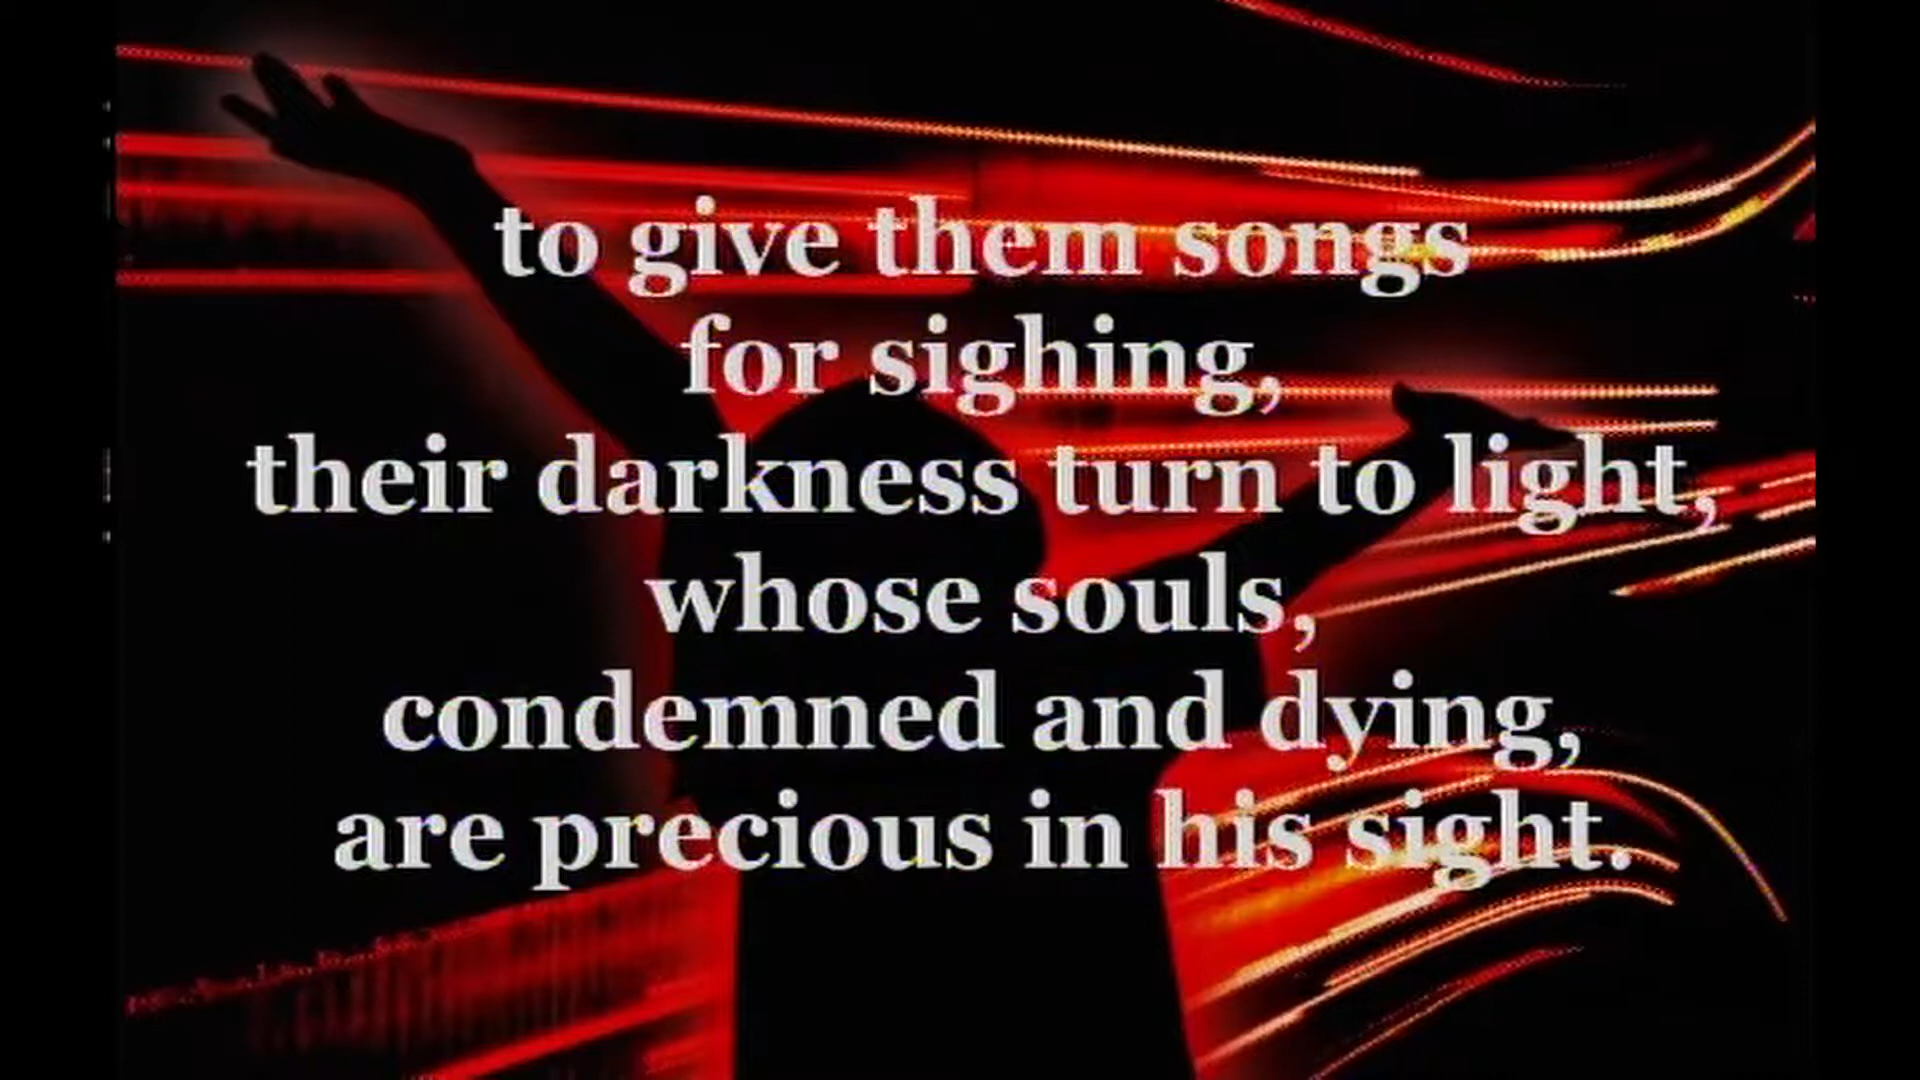 to give them songs
for sighing,
their darkness turn to light,
whose souls,
condemned and dying,
are precious in his sight.